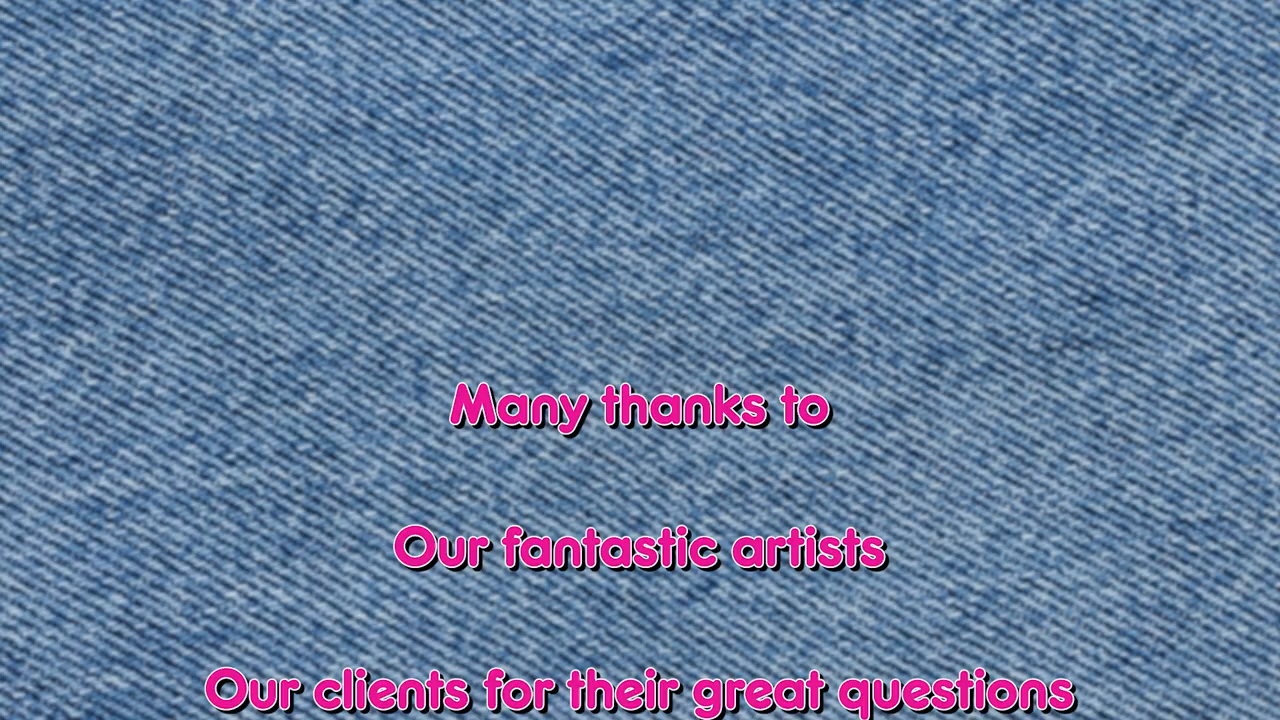 Many thanks to
Our fantastic artists
Our clients for their great questions